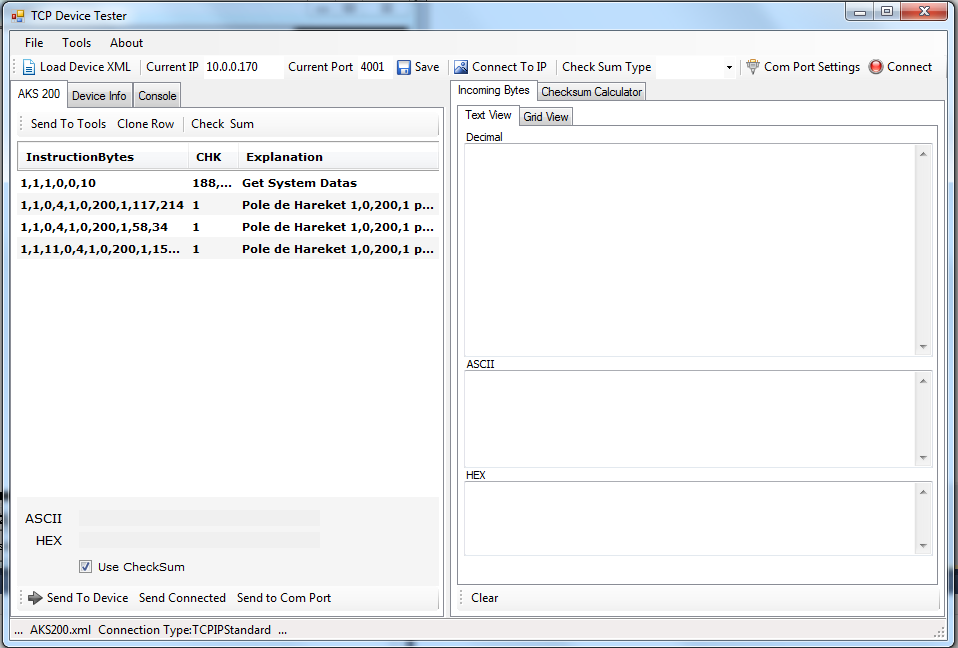 TCP Device Tester
File Tools About
Load Device XML Current IP 10.0.0.170 Current Port 4001 Save Connect To IP Check Sum Type Com Port Settings Connect
AKS 200 Device Info Console
Send To Tools Clone Row Check Sum
InstructionBytes CHK Explanation
1,1,1,0,0,10 188,... Get System Datas
1,1,0,4,1,0,200,1,117,214 1 Pole de Hareket 1,0,200,1 p...
1,1,0,4,1,0,200,1,58,34 1 Pole de Hareket 1,0,200,1 p...
1,1,11,0,4,1,0,200,1,15... 1 Pole de Hareket 1,0,200,1 p...
ASCII
HEX
Use CheckSum
Send To Device Send Connected Send to Com Port
Incoming Bytes Checksum Calculator
Text View Grid View
Decimal
ASCII
HEX
Clear
... AKS200.xml Connection Type:TCPIPStandard ...